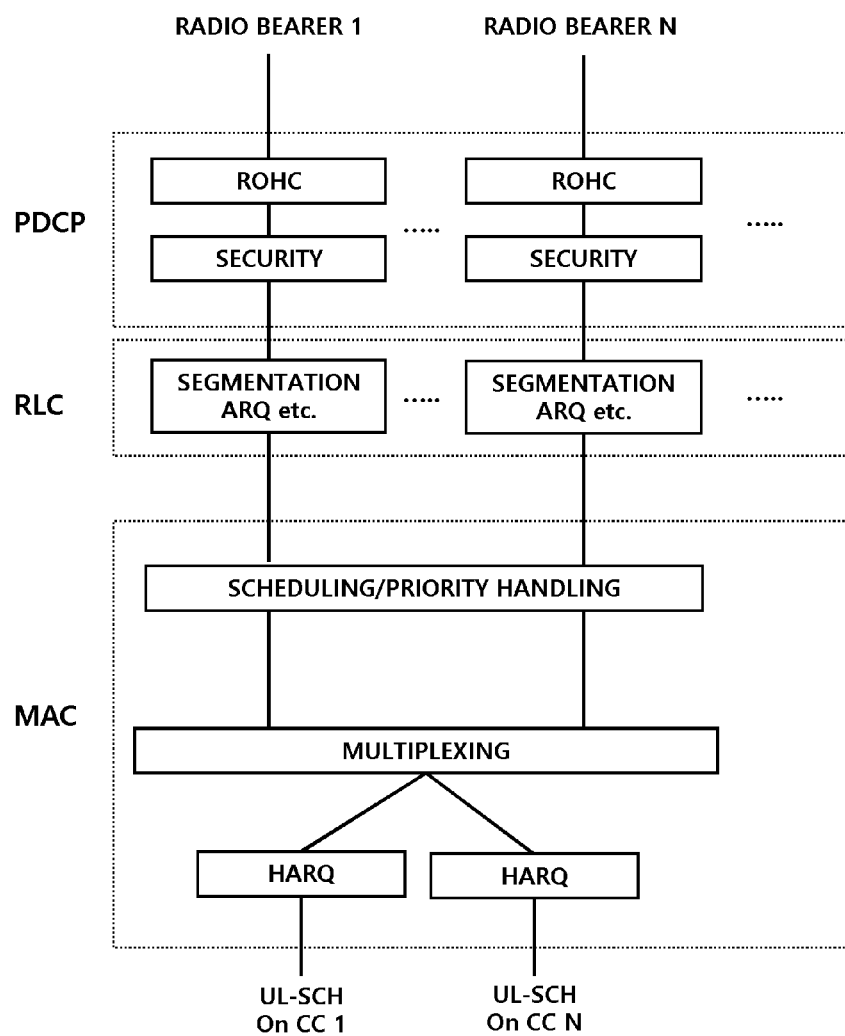 RADIO BEARER 1
RADIO BEARER N
PDCP
ROHC
ROHC
.....
.....
SECURITY
SECURITY
RLC
SEGMENTATION
ARQ etc.
.....
SEGMENTATION
ARQ etc.
.....
MAC
SCHEDULING/PRIORITY HANDLING
MULTIPLEXING
HARQ
HARQ
UL-SCH
On CC 1
UL-SCH
On CC N